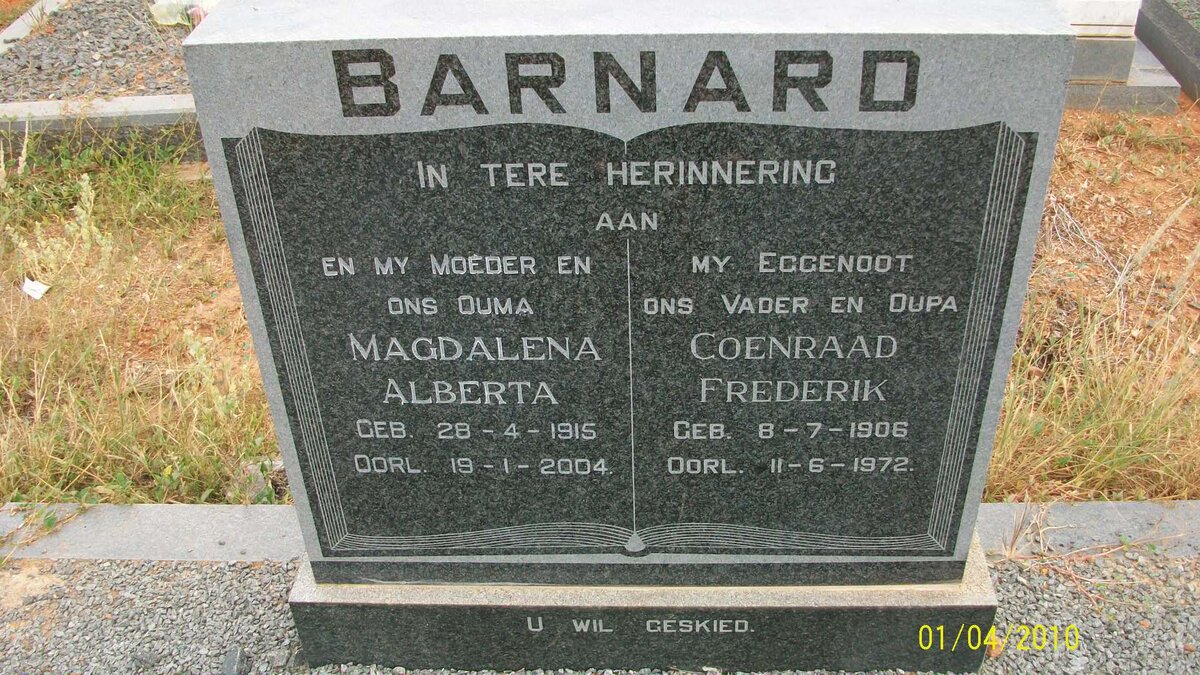 BARNARD
IN TERE HERINNERING
AAN
EN MY MOEDER EN
ONS OUMA
MAGDALENA
ALBERTA
GEB. 28-4-1915
OORL. 19-1-2004.
MY EGGENOOT
ONS VADER EN OUPA
COENRAAD
FREDERIK
GEB. 8-7-1906
OORL. 11-6-1972.
U WIL GESKIED.
01/04/2010